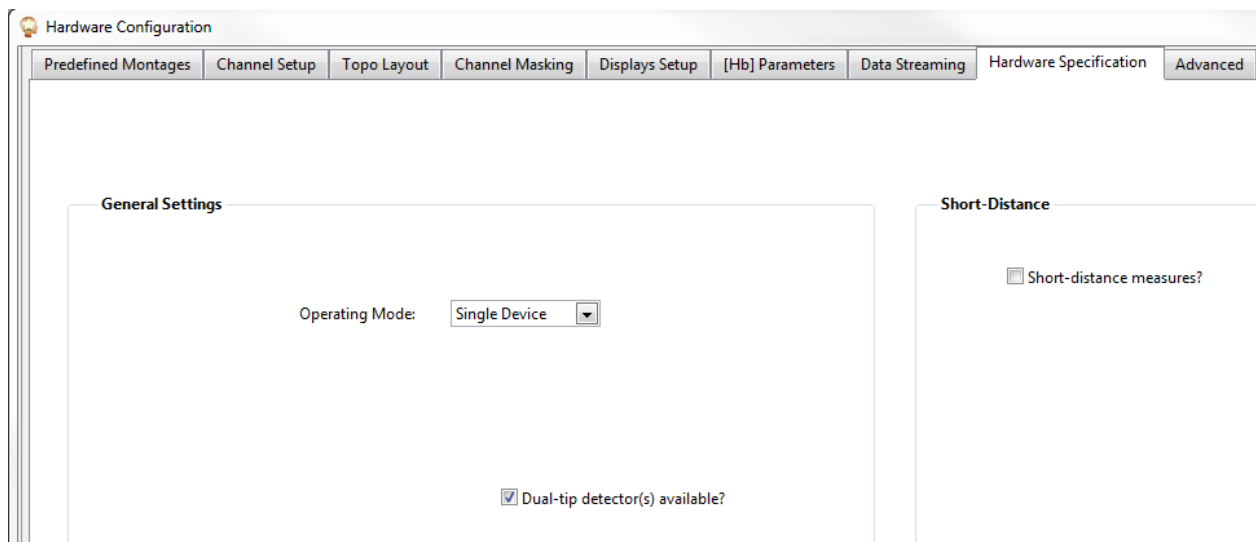 Hardware Configuration
Predefined Montages Channel Setup Topo Layout Channel Masking Displays Setup [Hb] Parameters Data Streaming Hardware Specification Advanced
General Settings
Short-Distance
Short-distance measures?
Operating Mode: Single Device
Dual-tip detector(s) available?